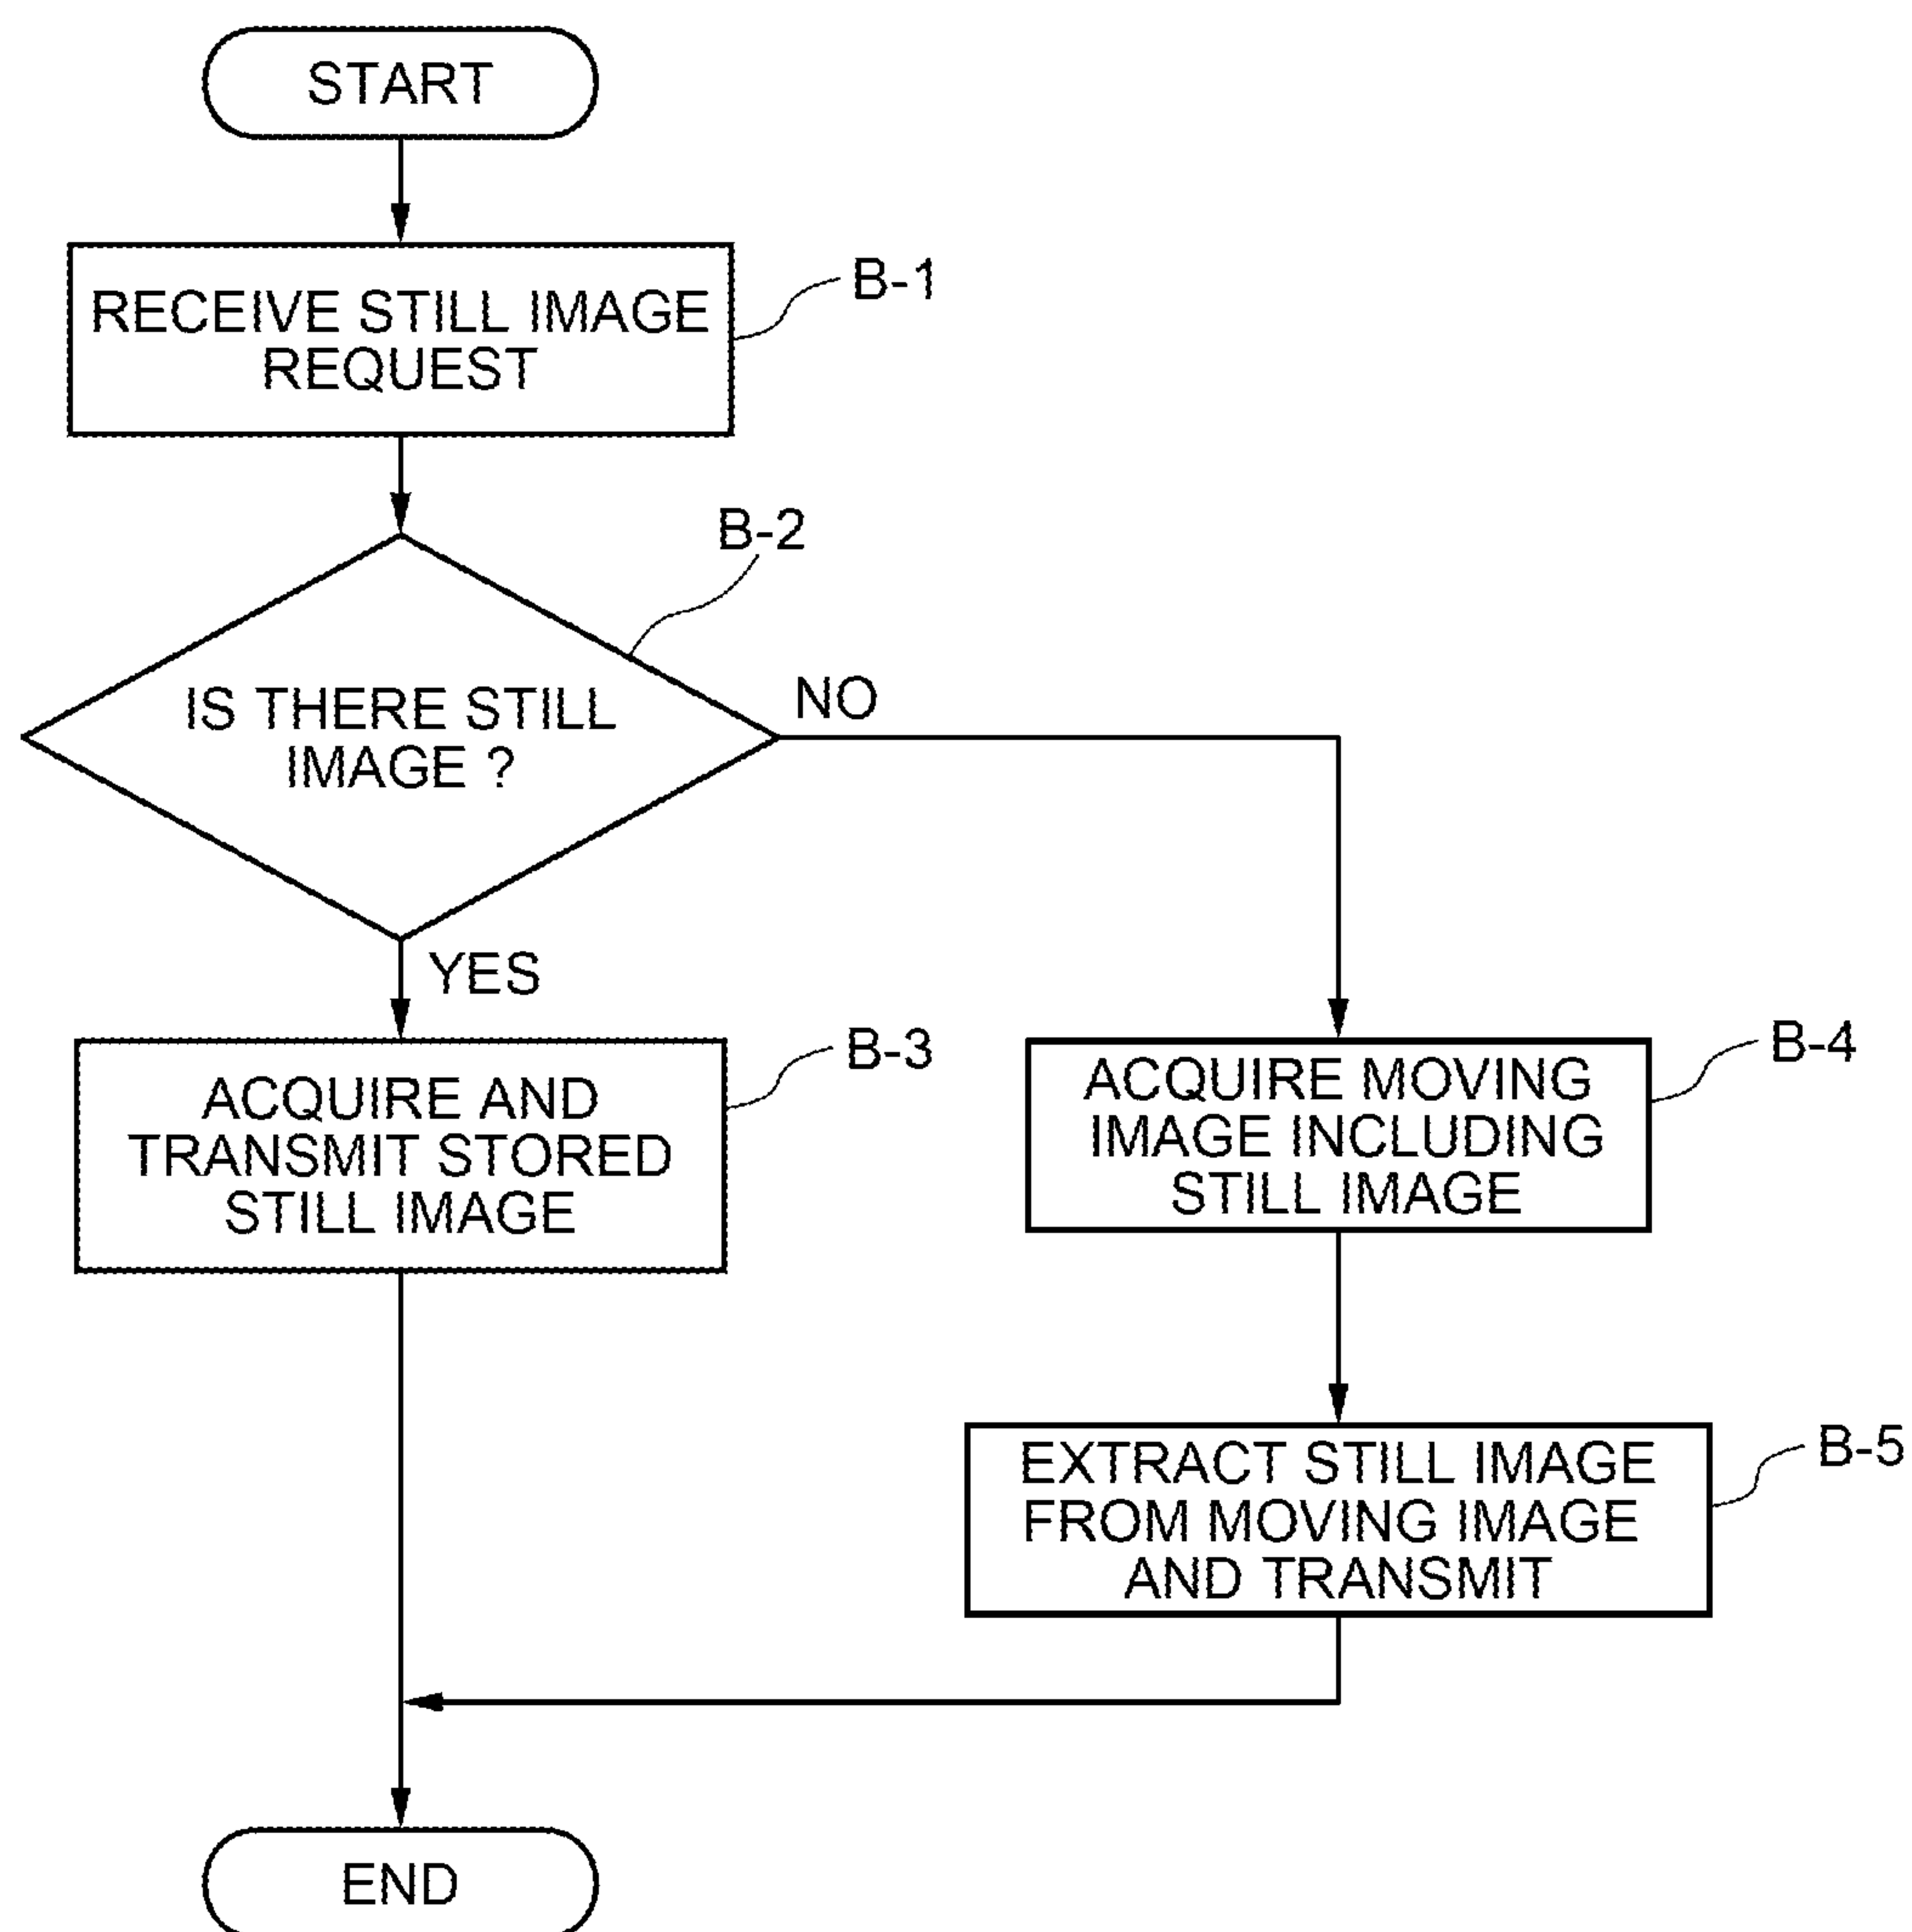 START
RECEIVE STILL IMAGE
REQUEST
B-1
B-2
IS THERE STILL
IMAGE ?
NO
YES
ACQUIRE AND
TRANSMIT STORED
STILL IMAGE
B-3
ACQUIRE MOVING
IMAGE INCLUDING
STILL IMAGE
B-4
EXTRACT STILL IMAGE
FROM MOVING IMAGE
AND TRANSMIT
B-5
END